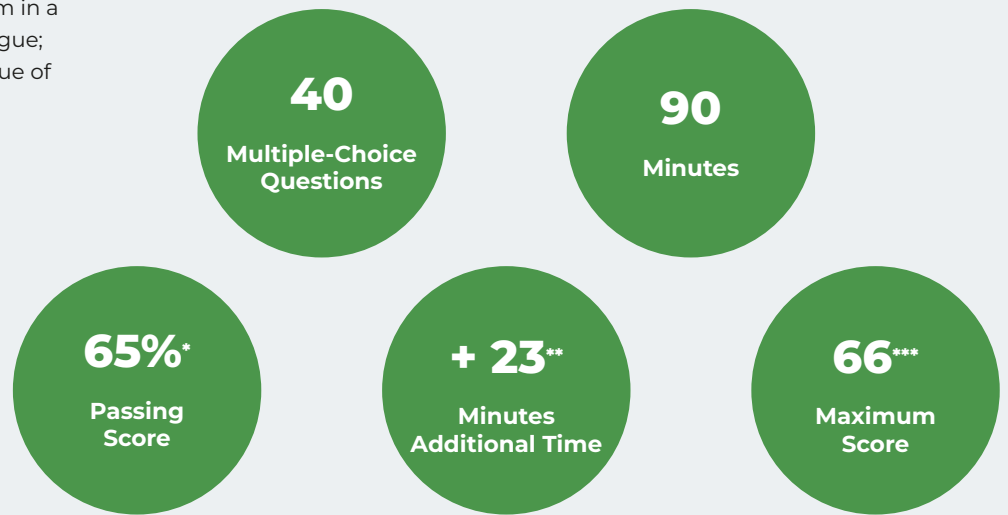 m in a
gue;
ue of
40
Multiple-Choice
Questions
90
Minutes
65%*
Passing
Score
+ 23**
Minutes
Additional Time
66***
Maximum
Score